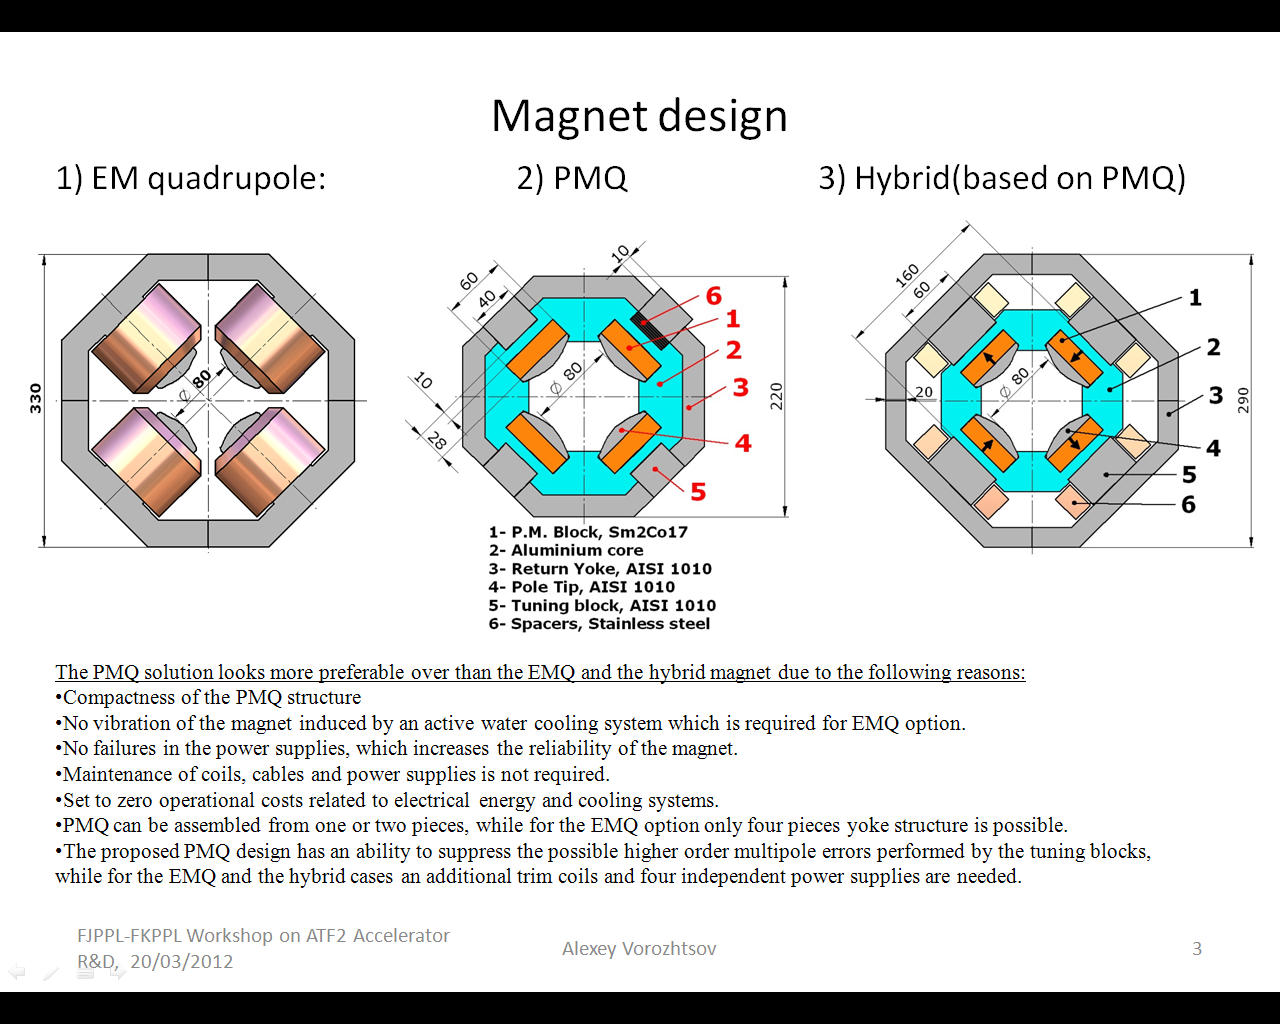 Magnet design
1) EM quadrupole:
2) PMQ
3) Hybrid(based on PMQ)
330
∅ 80
60
40
10
10
28
∅ 80
220
6
1
2
3
4
5
160
60
20
∅ 80
290
1
2
3
4
5
6
1- P.M. Block, Sm2Co17
2- Aluminium core
3- Return Yoke, AISI 1010
4- Pole Tip, AISI 1010
5- Tuning block, AISI 1010
6- Spacers, Stainless steel
The PMQ solution looks more preferable over than the EMQ and the hybrid magnet due to the following reasons:
•Compactness of the PMQ structure
•No vibration of the magnet induced by an active water cooling system which is required for EMQ option.
•No failures in the power supplies, which increases the reliability of the magnet.
•Maintenance of coils, cables and power supplies is not required.
•Set to zero operational costs related to electrical energy and cooling systems.
•PMQ can be assembled from one or two pieces, while for the EMQ option only four pieces yoke structure is possible.
•The proposed PMQ design has an ability to suppress the possible higher order multipole errors performed by the tuning blocks,
while for the EMQ and the hybrid cases an additional trim coils and four independent power supplies are needed.
FJPPL-FKPPL Workshop on ATF2 Accelerator
R&D, 20/03/2012
Alexey Vorozhtsov
3